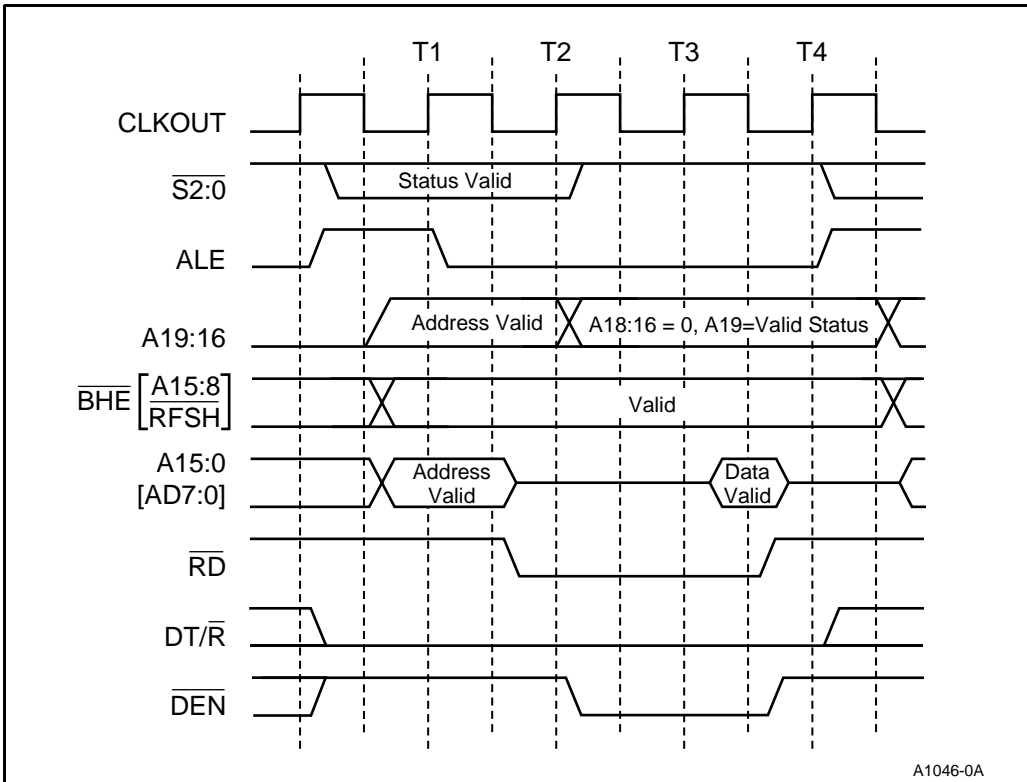 T1 T2 T3 T4
CLKOUT
S2:0
Status Valid
ALE
A19:16
Address Valid
A18:16 = 0, A19=Valid Status
BHE [A15:8
RFSH]
Valid
A15:0
[AD7:0]
Address
Valid
Data
Valid
RD
DT/R
DEN
A1046-0A